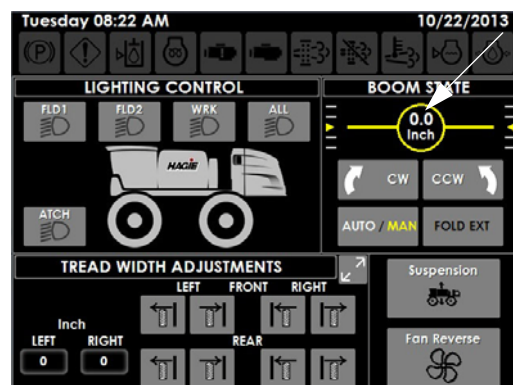 Tuesday 08:22 AM 10/22/2013
(P)
LIGHTING CONTROL
FLD1 FLD2 WRK ALL
HAGIE
ATCH
BOOM STATE
0.0
Inch
CW CCW
AUTO / MAN FOLD EXT
TREAD WIDTH ADJUSTMENTS
LEFT FRONT RIGHT
Inch
LEFT RIGHT
REAR
0 0
Suspension
Fan Reverse